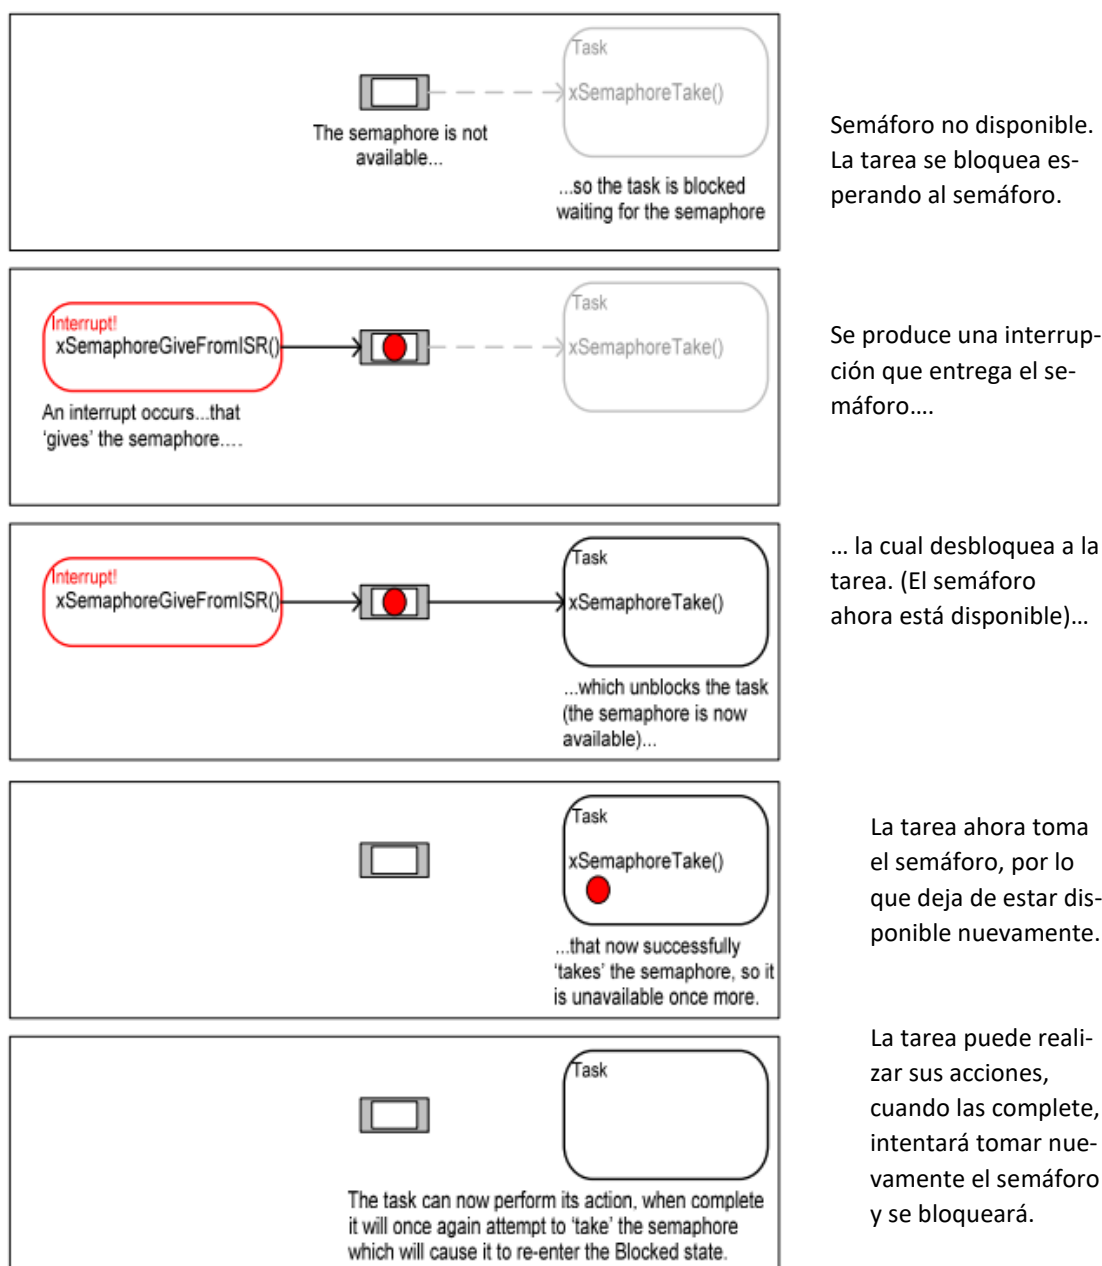 Task
xSemaphoreTake()
The semaphore is not
available...
...so the task is blocked
waiting for the semaphore
Semáforo no disponible.
La tarea se bloquea es-
perando al semáforo.
Interrupt!
xSemaphoreGiveFromISR()
Task
xSemaphoreTake()
An interrupt occurs...that
'gives' the semaphore....
Se produce una interrup-
ción que entrega el se-
máforo....
Interrupt!
xSemaphoreGiveFromISR()
Task
xSemaphoreTake()
...which unblocks the task
(the semaphore is now
available)...
... la cual desbloquea a la
tarea. (El semáforo
ahora está disponible)...
Task
xSemaphoreTake()
...that now successfully
'takes' the semaphore, so it
is unavailable once more.
La tarea ahora toma
el semáforo, por lo
que deja de estar dis-
ponible nuevamente.
Task
The task can now perform its action, when complete
it will once again attempt to 'take' the semaphore
which will cause it to re-enter the Blocked state.
La tarea puede reali-
zar sus acciones,
cuando las complete,
intentará tomar nue-
vamente el semáforo
y se bloqueará.